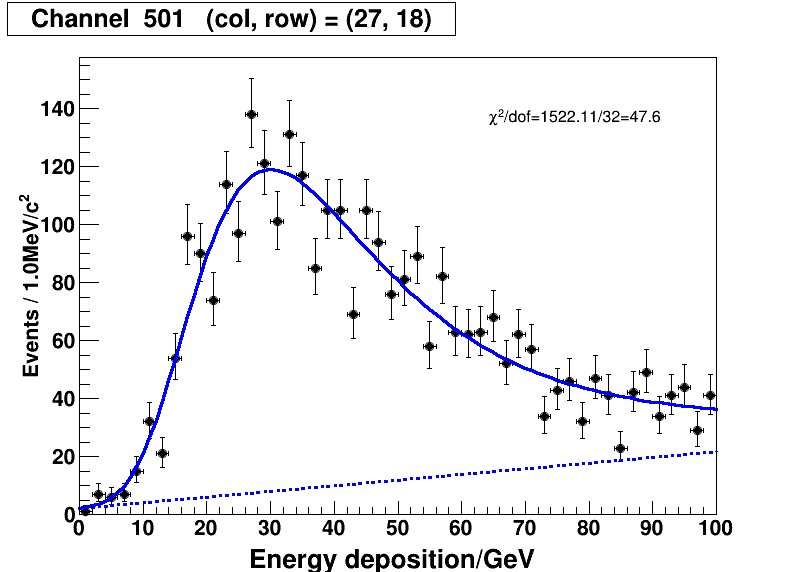 Channel 501 (col, row) = (27, 18)
χ²/dof=1522.11/32=47.6
Events / 1.0MeV/c²
140
120
100
80
60
40
20
0
0 10 20 30 40 50 60 70 80 90 100
Energy deposition/GeV